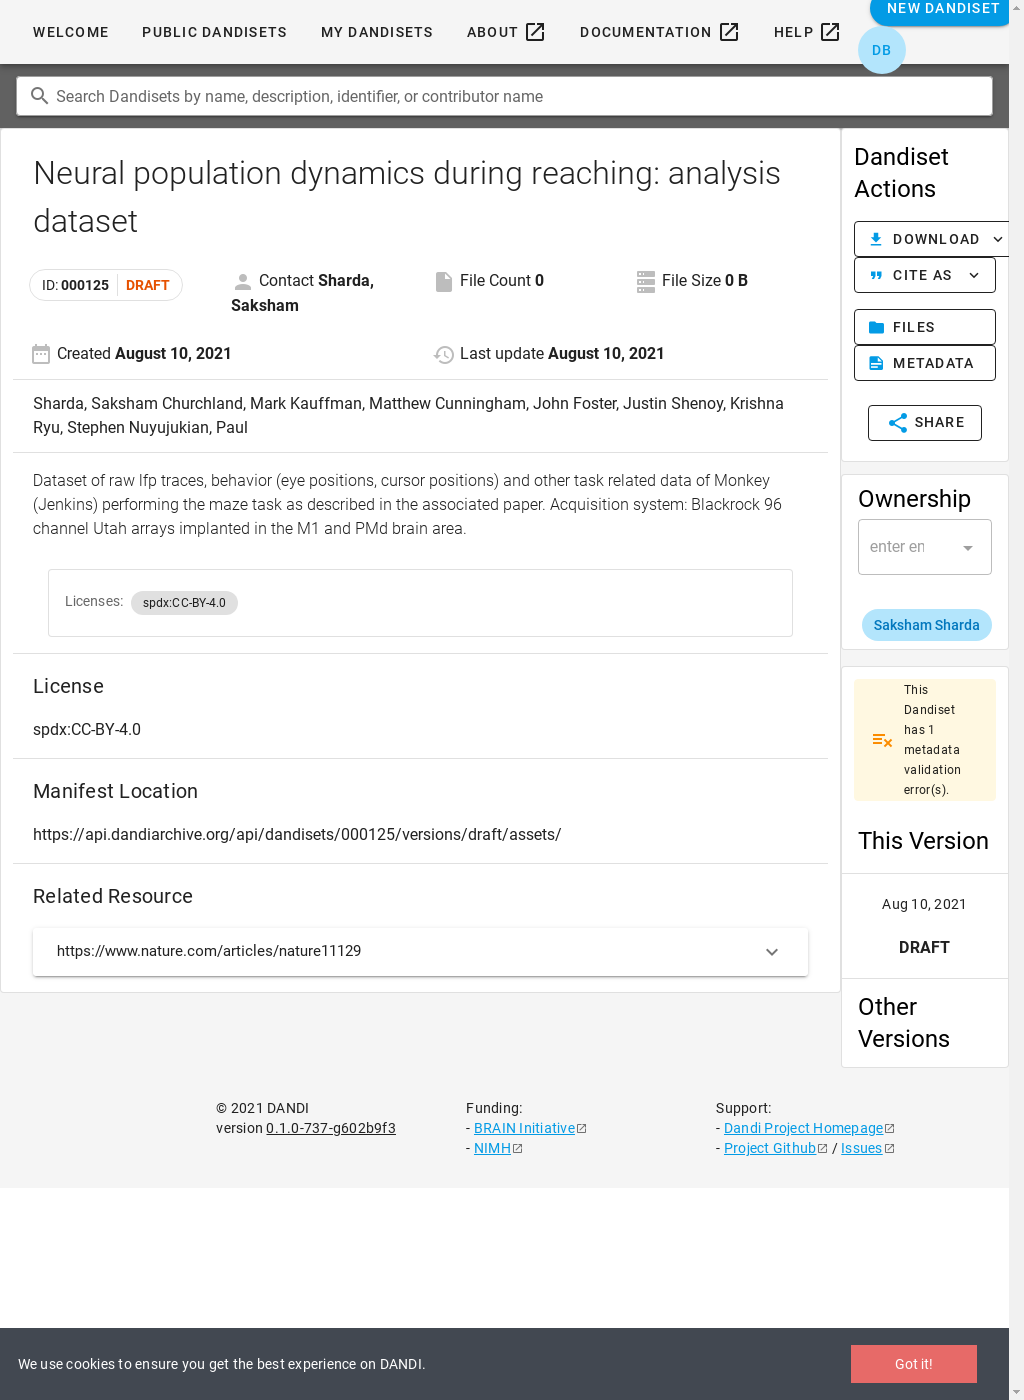 WELCOME PUBLIC DANDISETS MY DANDISETS ABOUT DOCUMENTATION HELP NEW DANDISET
DB
Search Dandisets by name, description, identifier, or contributor name
Neural population dynamics during reaching: analysis
dataset
ID: 000125 DRAFT
Contact Sharda,
Saksham
File Count 0
File Size 0 B
Created August 10, 2021
Last update August 10, 2021
Sharda, Saksham Churchland, Mark Kauffman, Matthew Cunningham, John Foster, Justin Shenoy, Krishna
Ryu, Stephen Nuyujukian, Paul
Dataset of raw lfp traces, behavior (eye positions, cursor positions) and other task related data of Monkey
(Jenkins) performing the maze task as described in the associated paper. Acquisition system: Blackrock 96
channel Utah arrays implanted in the M1 and PMd brain area.
Licenses: spdx:CC-BY-4.0
License
spdx:CC-BY-4.0
Manifest Location
https://api.dandiarchive.org/api/dandisets/000125/versions/draft/assets/
Related Resource
https://www.nature.com/articles/nature11129
Dandiset
Actions
DOWNLOAD
CITE AS
FILES
METADATA
SHARE
Ownership
enter en
Saksham Sharda
This
Dandiset
has 1
metadata
validation
error(s).
This Version
Aug 10, 2021
DRAFT
Other
Versions
© 2021 DANDI
version 0.1.0-737-g602b9f3
Funding:
- BRAIN Initiative
- NIMH
Support:
- Dandi Project Homepage
- Project Github / Issues
We use cookies to ensure you get the best experience on DANDI.
Got it!